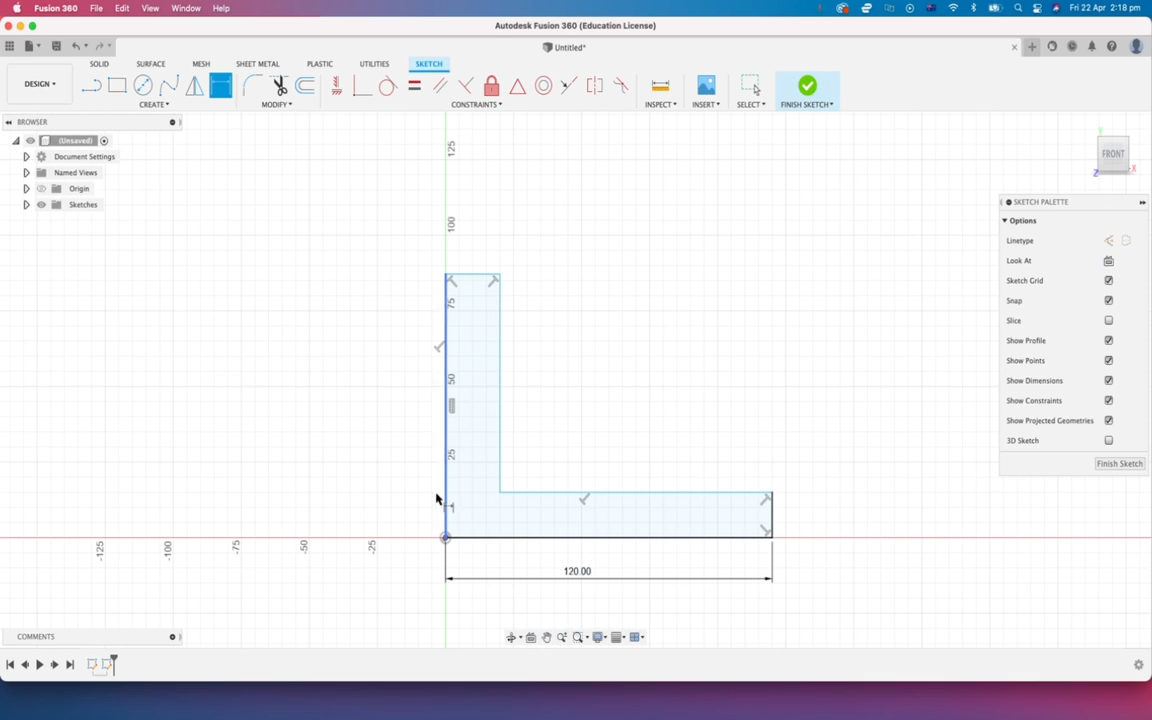 Fusion 360 File Edit View Window Help Fri 22 Apr 2:18 pm
Autodesk Fusion 360 (Education License)
Untitled*
DESIGN
SOLID SURFACE MESH SHEET METAL PLASTIC UTILITIES SKETCH
CREATE MODIFY CONSTRAINTS INSPECT INSERT SELECT FINISH SKETCH
BROWSER
(Unsaved)
Document Settings
Named Views
Origin
Sketches
FRONT
Z X
SKETCH PALETTE
Options
Linetype
Look At
Sketch Grid
Snap
Slice
Show Profile
Show Points
Show Dimensions
Show Constraints
Show Projected Geometries
3D Sketch
Finish Sketch
125
100
75
50
25
-125 -100 -75 -50 -25
120.00
COMMENTS